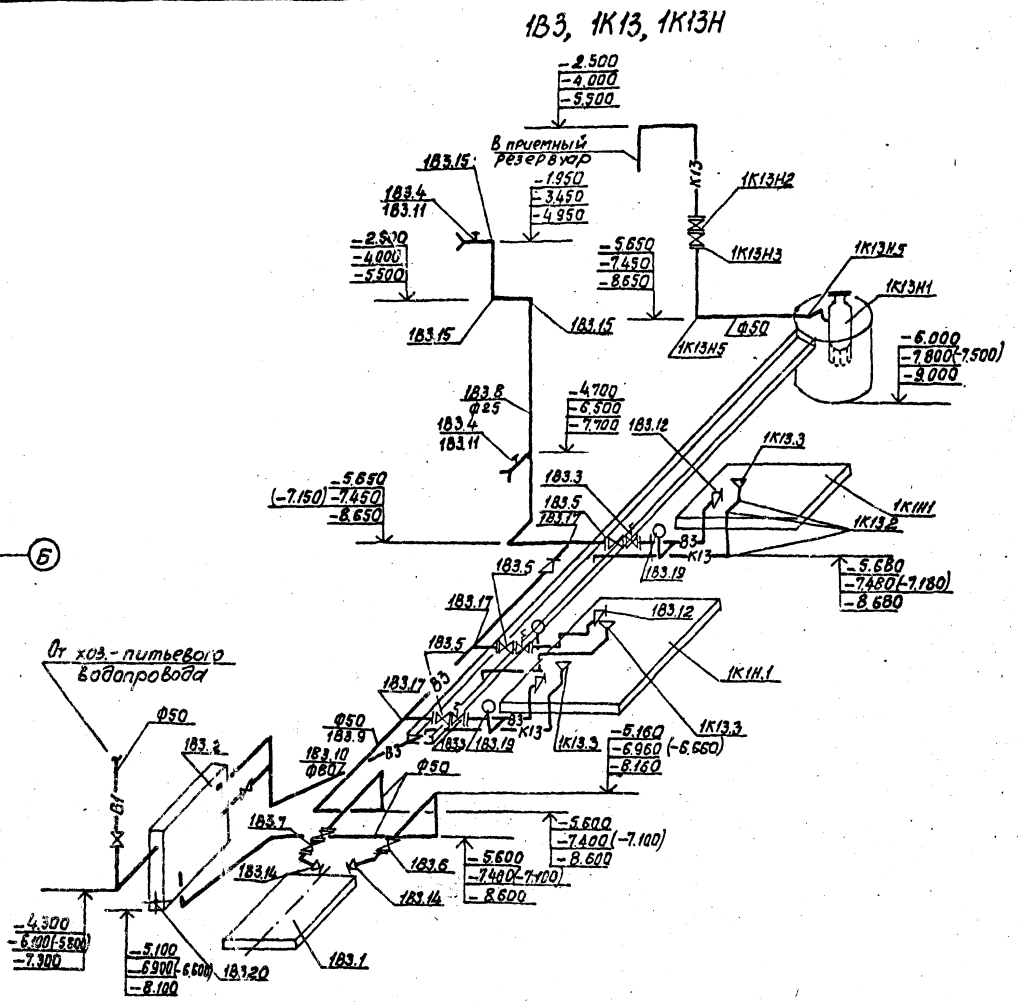 1В3, 1К13, 1К13Н
-2.500
-4.000
-5.500
В приемный
резервуар
1В3.15
-1.950
-3.450
-4.950
1В3.4
1В3.11
К13
1К13Н2
-2.500
-4.000
-5.500
-5.650
-7.450
-8.650
1К13Н3
1К13Н5
1К13Н1
1В3.15
1В3.15
1К13Н5
Ф50
-6.000
-7.800(-7.500)
-9.000
1В3.8
Ф25
-4.700
-6.500
-7.700
1В3.4
1В3.11
1В3.12
1К13.3
-5.650
(-7.150) -7.450
-8.650
1В3.3
1В3.5
1В3.17
1К1Н1
1К13.2
В3
К13
Б
1В3.5
1В3.19
-5.680
-7.480(-7.180)
-8.680
1В3.17
1В3.12
1В3.5
От хоз.-питьевого
водопровода
1К1Н.1
В3
1В3.17
Ф50
1В3.9
В3
К13
1В3.3
1В3.19
1К13.3
1К13.3
Ф50
1В3.2
1В3.10
Ф80
В3
-5.160
-6.960(-6.660)
-8.160
Ф50
В1
1В3.7
-5.600
-7.400(-7.100)
-8.600
1В3.14
1В3.6
-5.600
-7.480(-7.100)
-8.600
1В3.14
-4.300
-6.100(-5.800)
-7.300
-5.100
-6.900(-6.600)
-8.100
1В3.20
1В3.1